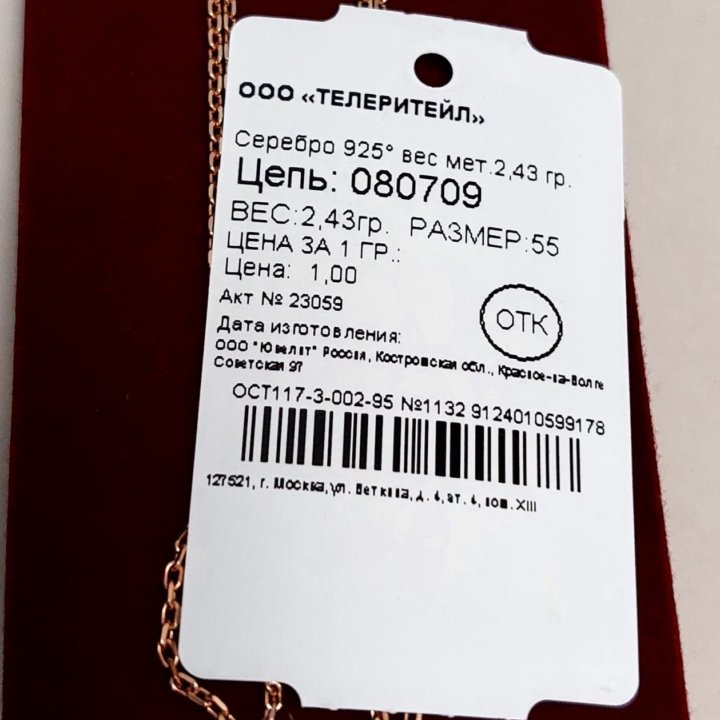 ООО «ТЕЛЕРИТЕЙЛ»
Серебро 925° вес мет.2,43 гр.
Цепь: 080709
ВЕС:2,43гр. РАЗМЕР:55
ЦЕНА ЗА 1 ГР.:
Цена: 1,00
Акт № 23059
ОТК
Дата изготовления:
ООО "Ювелит" Россия, Костромская обл., Красное-на-Волге
Советская 97
ОСТ117-3-002-95 №1132 9124010599178
127521, г. Москва, ул. Веткина, д. 4, эт. 4, пом. XIII